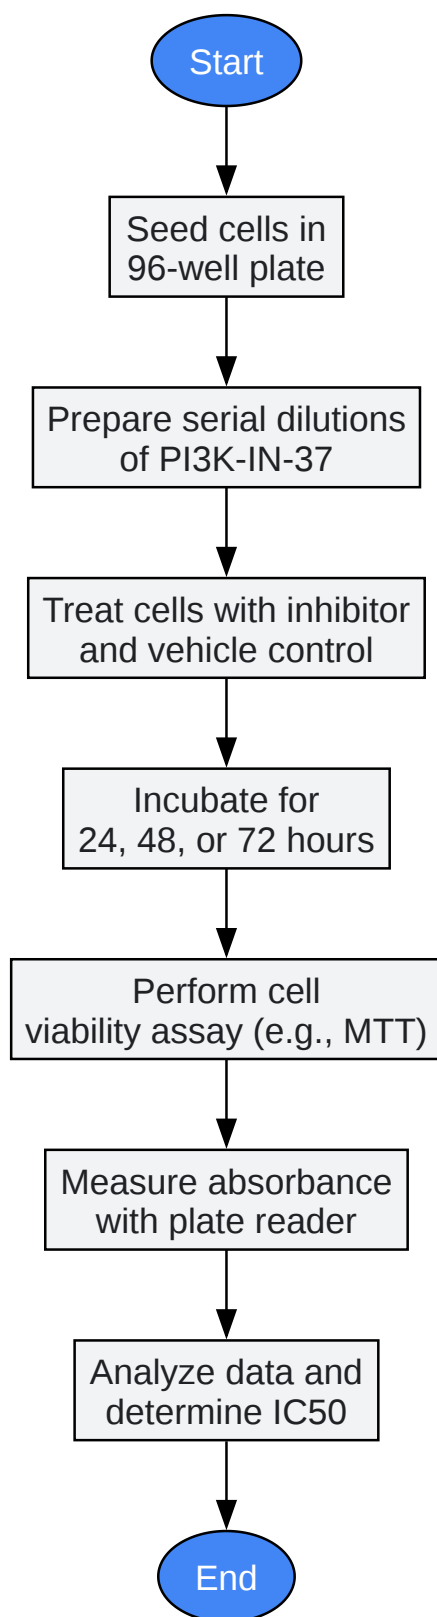 Start
Seed cells in
96-well plate
Prepare serial dilutions
of PI3K-IN-37
Treat cells with inhibitor
and vehicle control
Incubate for
24, 48, or 72 hours
Perform cell
viability assay (e.g., MTT)
Measure absorbance
with plate reader
Analyze data and
determine IC50
End